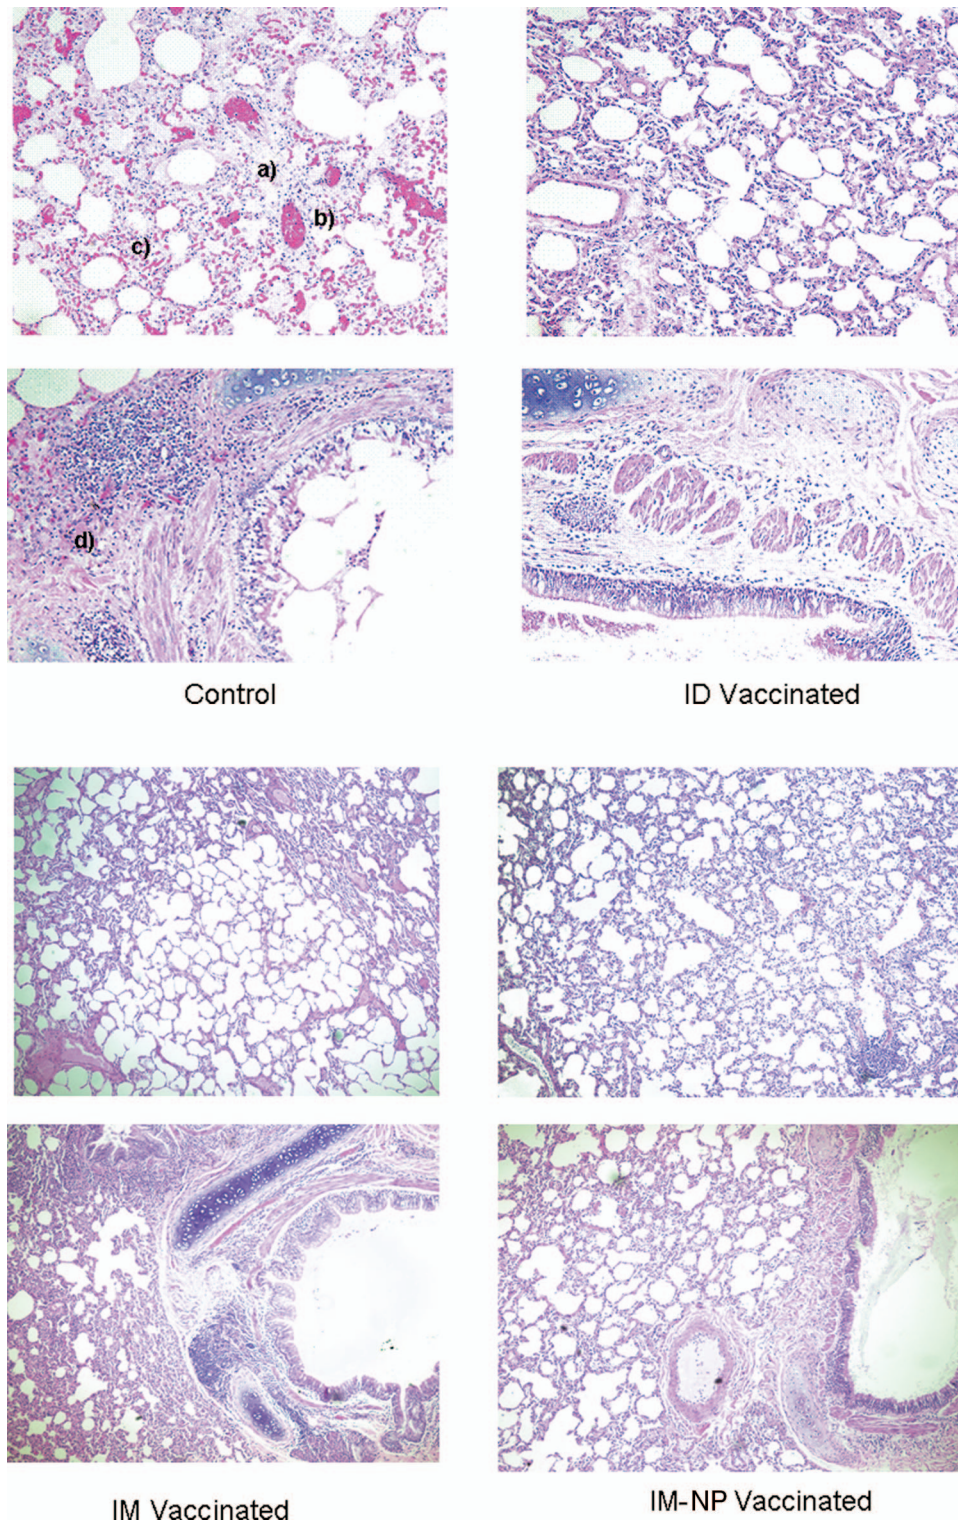 a)
b)
c)
d)
Control
ID Vaccinated
IM Vaccinated
IM-NP Vaccinated